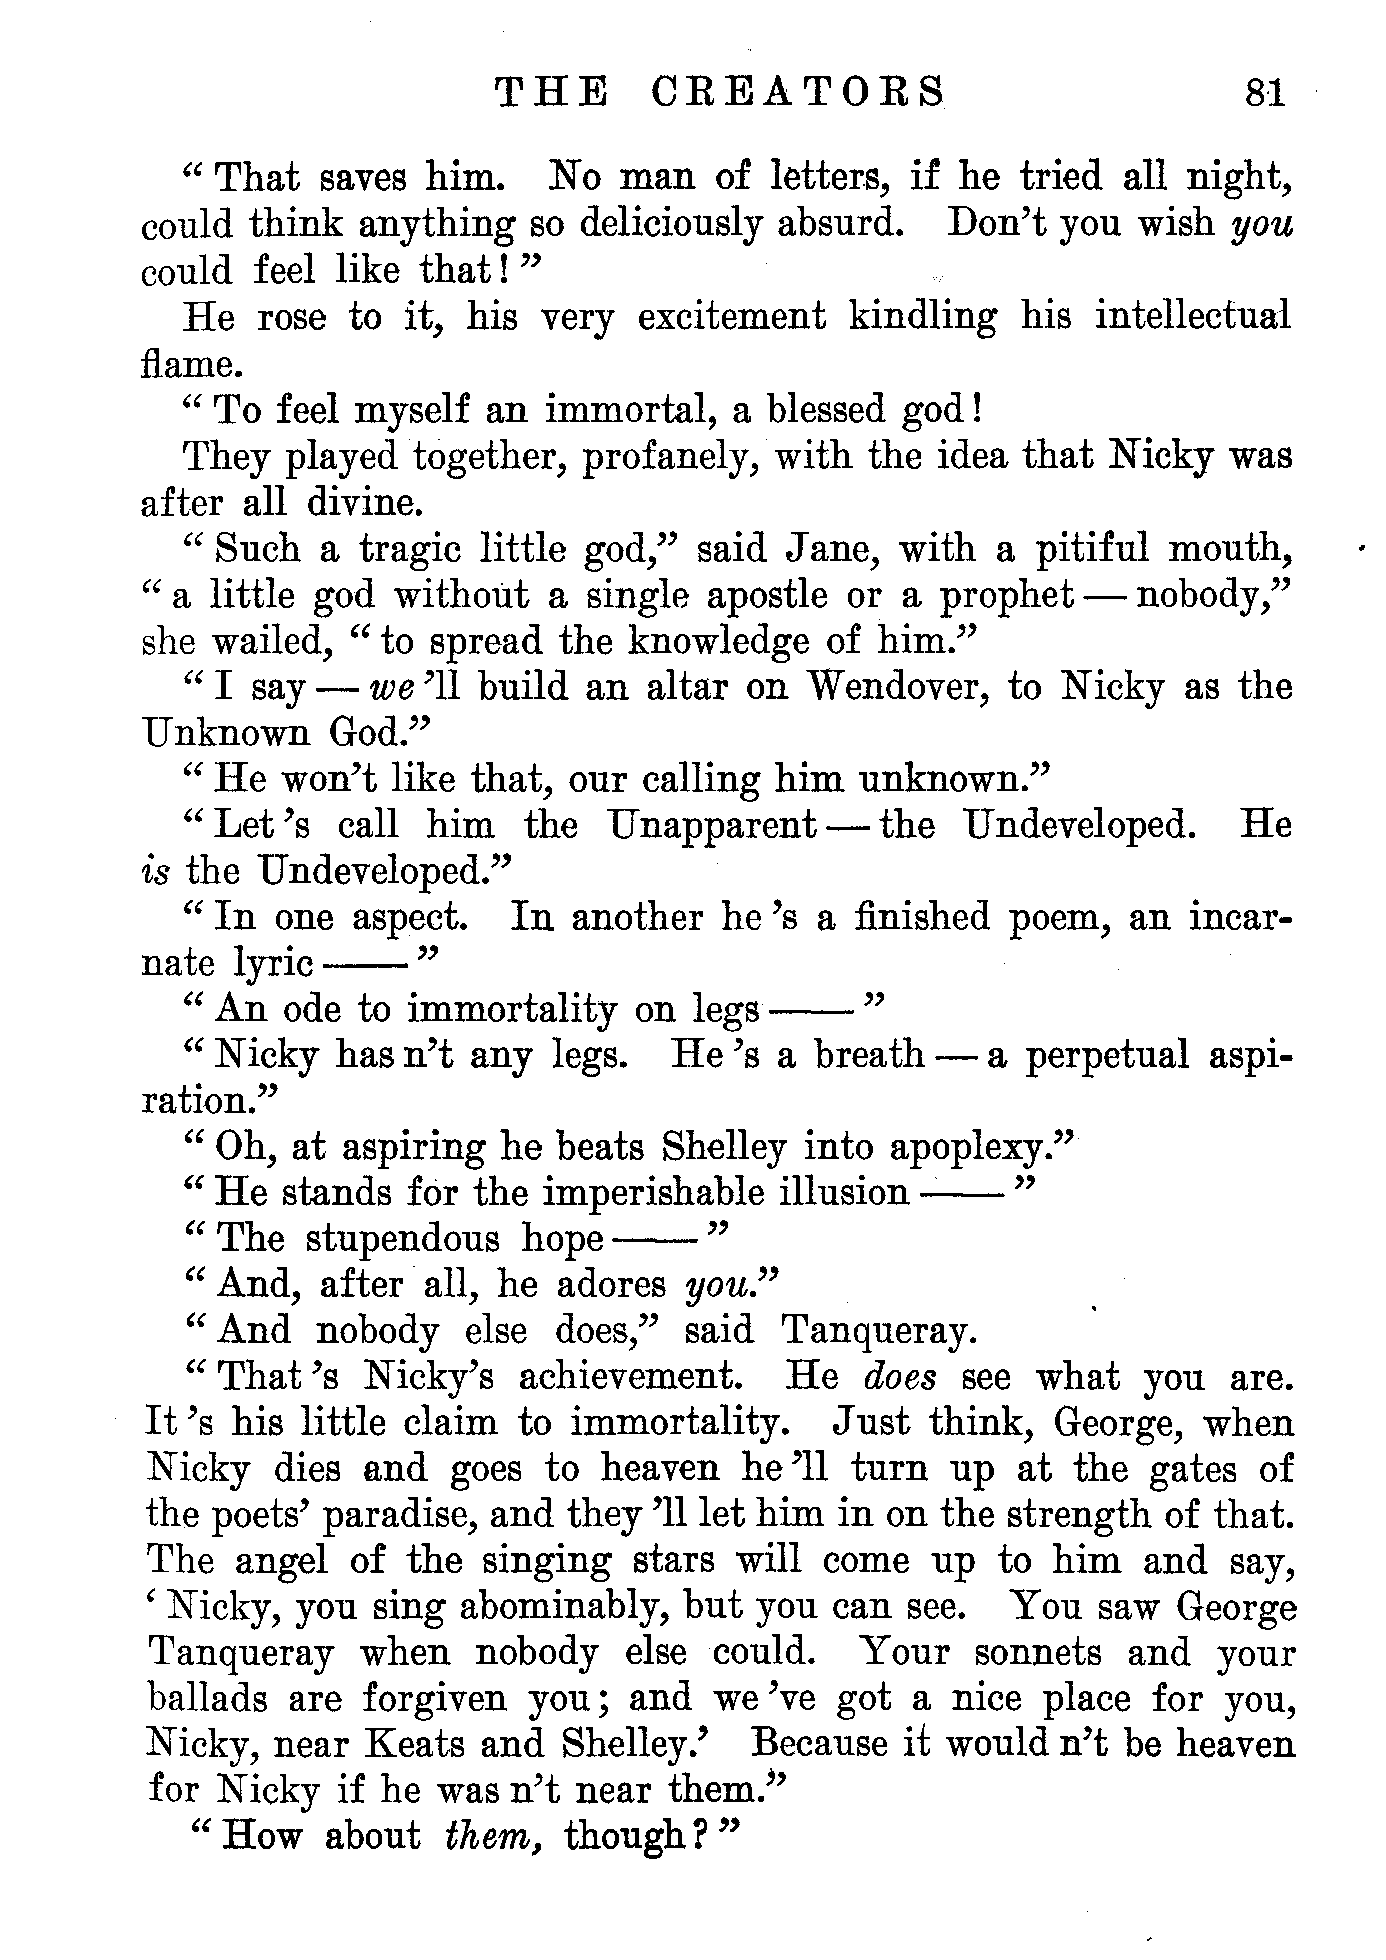 THE CREATORS 81
“ That saves him. No man of letters, if he tried all night,
could think anything so deliciously absurd. Don’t you wish you
could feel like that! ”
He rose to it, his very excitement kindling his intellectual
flame.
“ To feel myself an immortal, a blessed god!
They played together, profanely, with the idea that Nicky was
after all divine.
“ Such a tragic little god,” said Jane, with a pitiful mouth,
“ a little god without a single apostle or a prophet — nobody,”
she wailed, “ to spread the knowledge of him.”
“ I say — we ’ll build an altar on Wendover, to Nicky as the
Unknown God.”
“ He won’t like that, our calling him unknown.”
“ Let ’s call him the Unapparent — the Undeveloped. He
is the Undeveloped.”
“ In one aspect. In another he ’s a finished poem, an incar-
nate lyric —— ”
“ An ode to immortality on legs —— ”
“ Nicky has n’t any legs. He ’s a breath — a perpetual aspi-
ration.”
“ Oh, at aspiring he beats Shelley into apoplexy.”
“ He stands for the imperishable illusion —— ”
“ The stupendous hope —— ”
“ And, after all, he adores you.”
“ And nobody else does,” said Tanqueray.
“ That ’s Nicky’s achievement. He does see what you are.
It ’s his little claim to immortality. Just think, George, when
Nicky dies and goes to heaven he ’ll turn up at the gates of
the poets’ paradise, and they ’ll let him in on the strength of that.
The angel of the singing stars will come up to him and say,
‘ Nicky, you sing abominably, but you can see. You saw George
Tanqueray when nobody else could. Your sonnets and your
ballads are forgiven you; and we ’ve got a nice place for you,
Nicky, near Keats and Shelley.’ Because it would n’t be heaven
for Nicky if he was n’t near them.”
“ How about them, though? ”